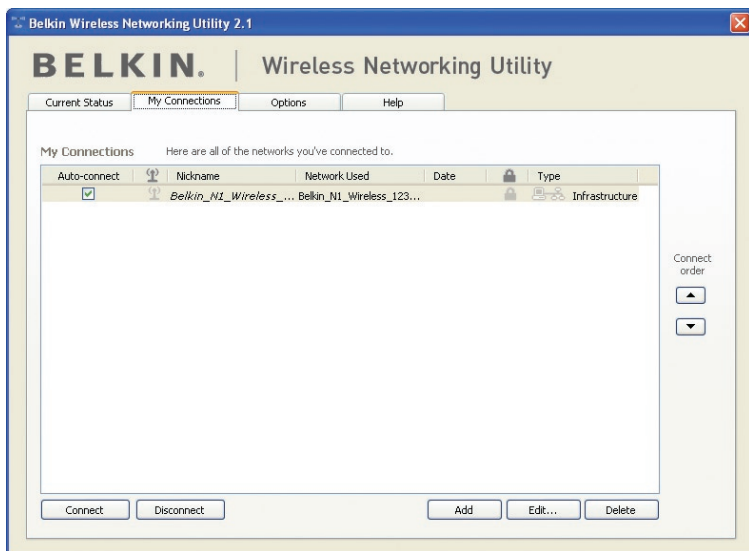 Belkin Wireless Networking Utility 2.1
BELKIN. | Wireless Networking Utility
Current Status My Connections Options Help
My Connections Here are all of the networks you've connected to.
Auto-connect Nickname Network Used Date Type
Belkin_N1_Wireless_... Belkin_N1_Wireless_123... Infrastructure
Connect
order
Connect Disconnect Add Edit... Delete